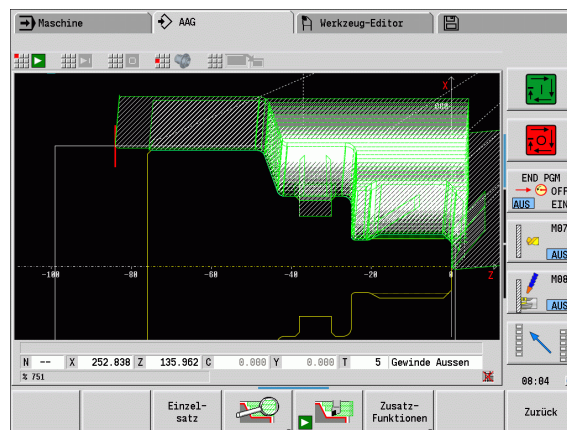 Maschine
AAG
Werkzeug-Editor
X
080
END PGM
OFF
AUS EIN
M07
AUS
M08
AUS
-100 -80 -60 -40 -20 0 Z
N -- X 252.838 Z 135.962 C 0.000 Y 0.000 T 5 Gewinde Aussen
% 751
08:04
Einzel-
satz
Zusatz-
Funktionen
Zurück